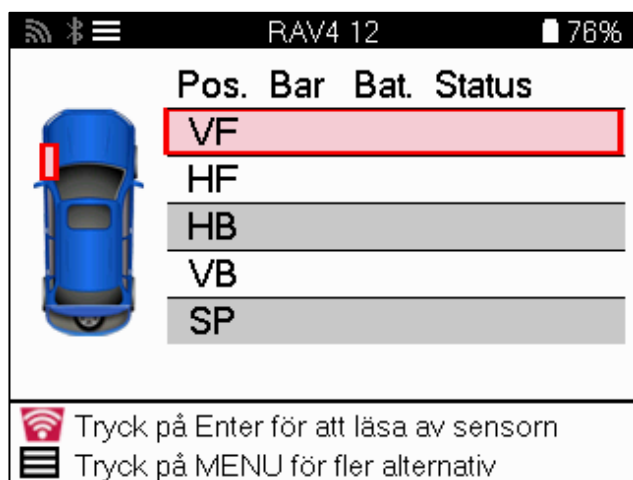 RAV4 12 76%
Pos. Bar Bat. Status
VF
HF
HB
VB
SP
Tryck på Enter för att läsa av sensorn
Tryck på MENU för fler alternativ